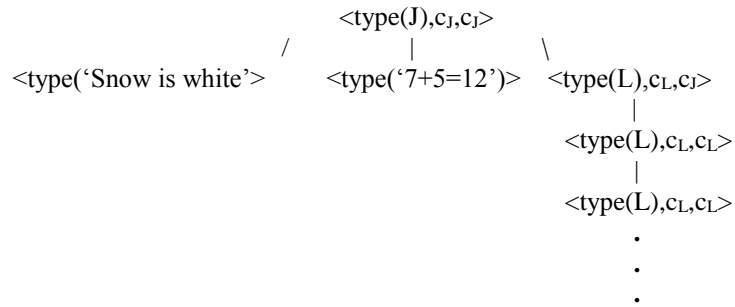 <type(J),cJ,cJ>
<type(‘Snow is white’> <type(‘7+5=12’)> <type(L),cL,cJ>
<type(L),cL,cL>
<type(L),cL,cL>
.
.
.